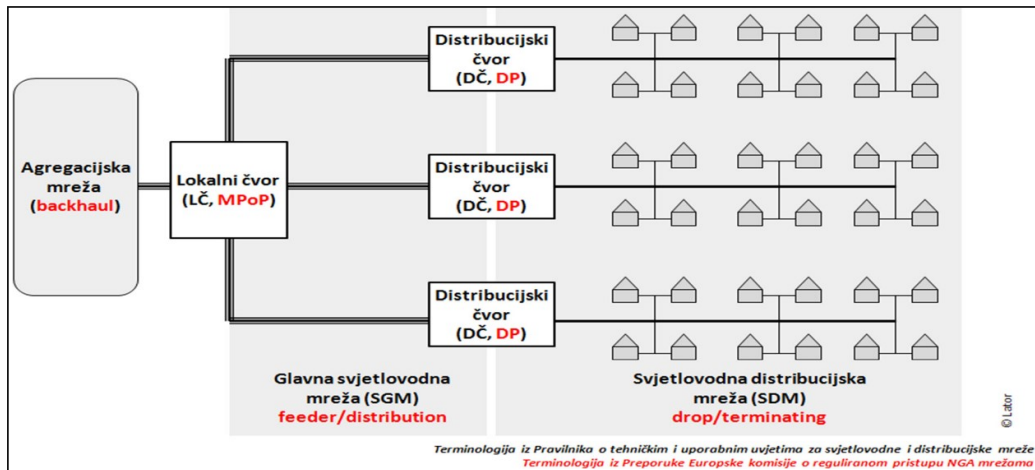 Distribucijski
čvor
(DČ, DP)
Agregacijska
mreža
(backhaul)
Lokalni čvor
(LČ, MPoP)
Distribucijski
čvor
(DČ, DP)
Distribucijski
čvor
(DČ, DP)
Glavna svjetlovodna
mreža (SGM)
feeder/distribution
Svjetlovodna distribucijska
mreža (SDM)
drop/terminating
© Lator
Terminologija iz Pravilnika o tehničkim i uporabnim uvjetima za svjetlovodne i distribucijske mreže
Terminologija iz Preporuke Europske komisije o reguliranom pristupu NGA mrežama